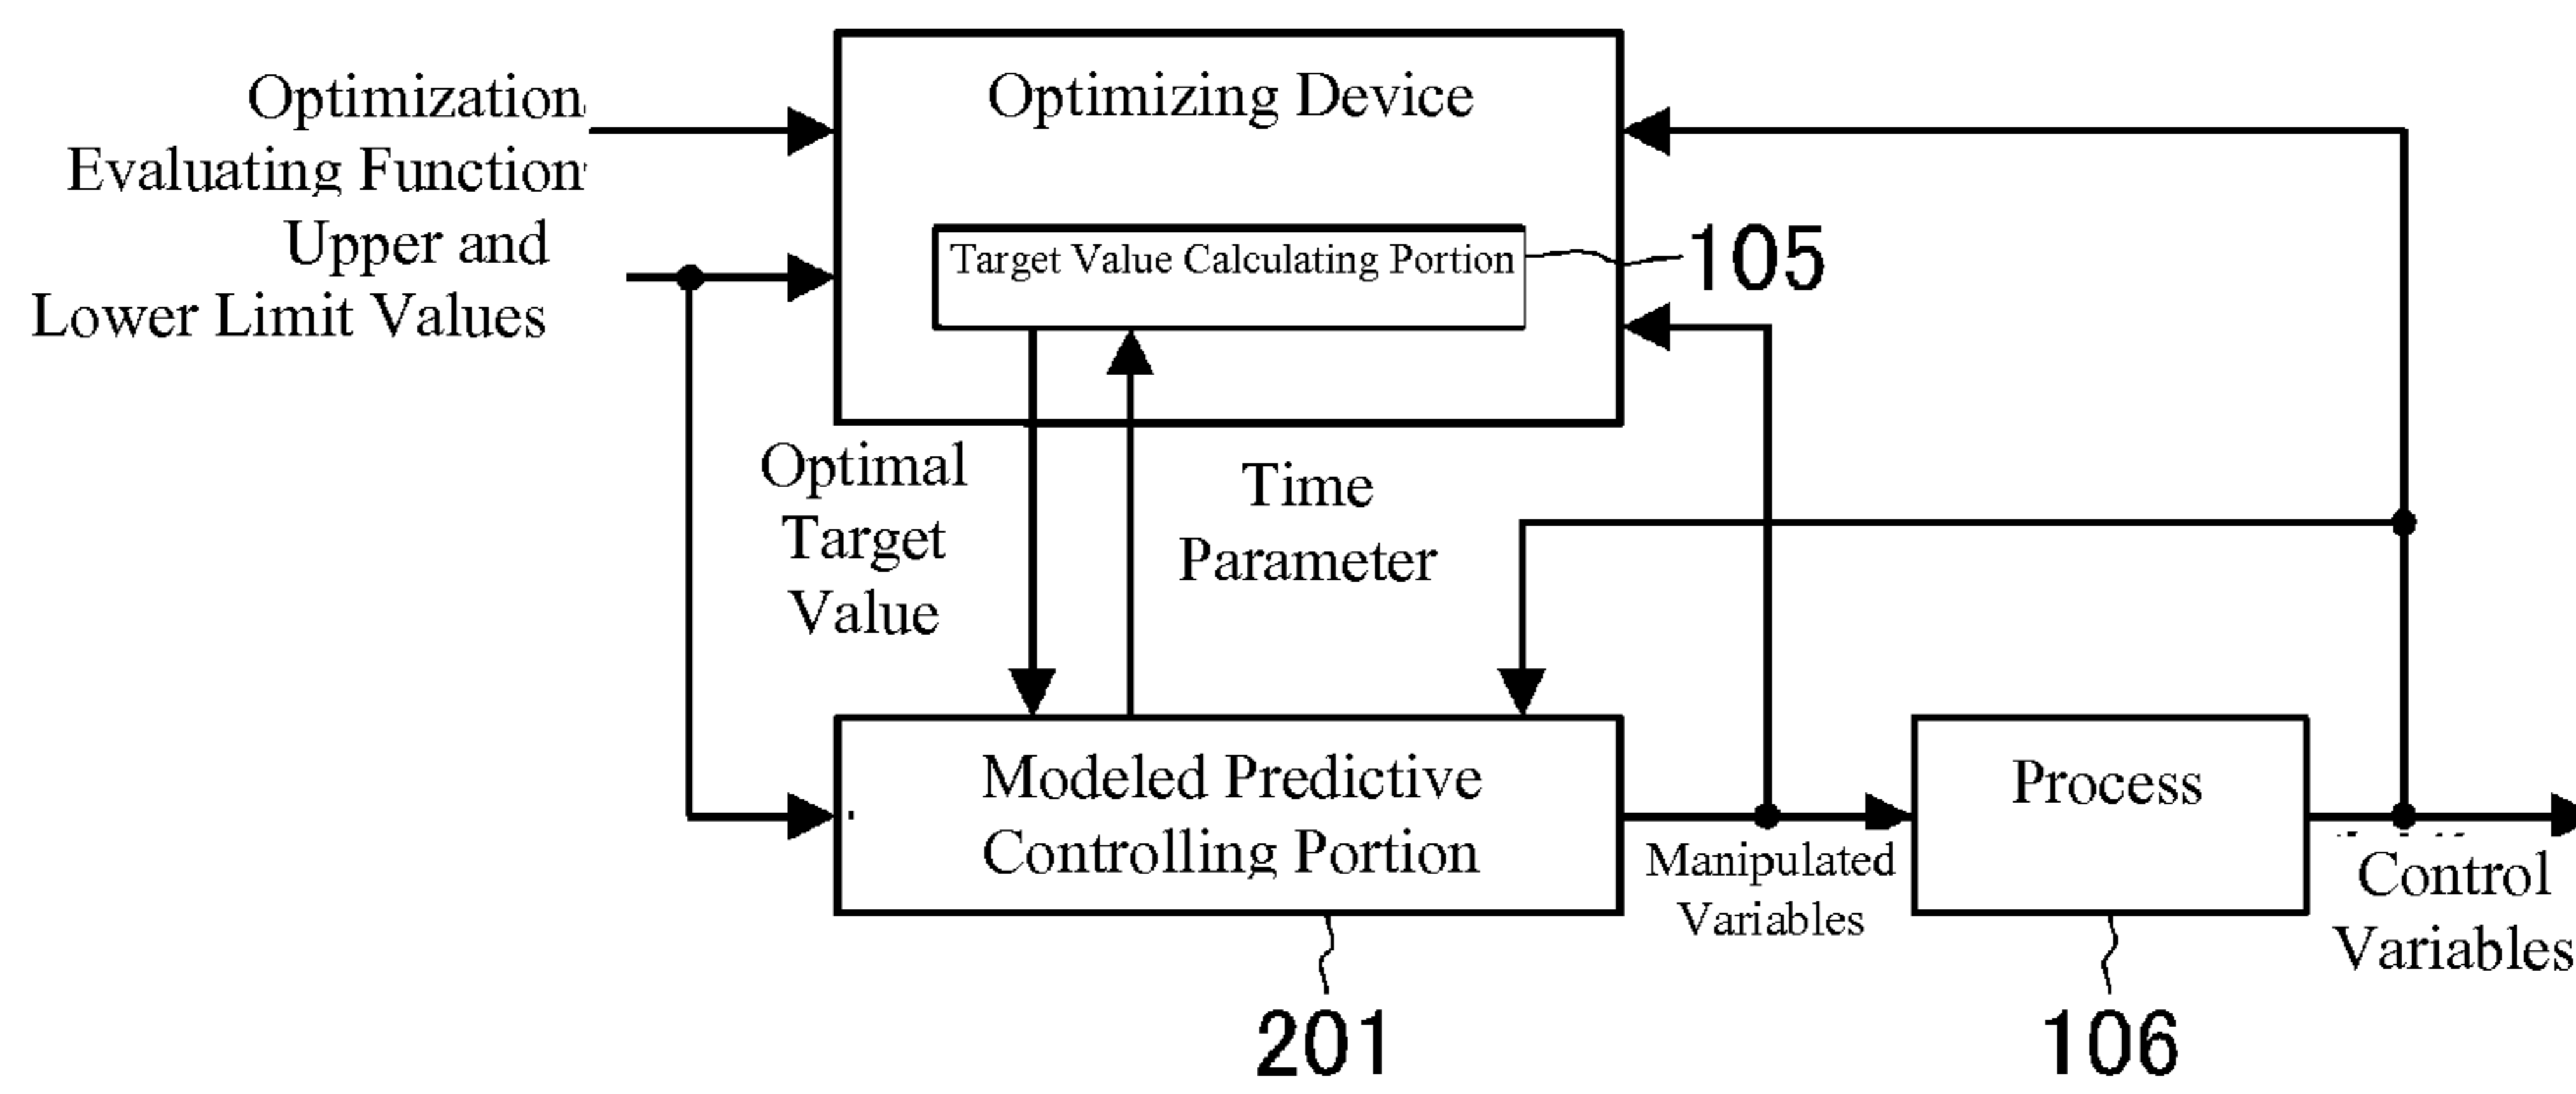 Optimization
Evaluating Function
Upper and
Lower Limit Values
Optimizing Device
Target Value Calculating Portion
105
Optimal
Target
Value
Time
Parameter
Modeled Predictive
Controlling Portion
201
Manipulated
Variables
Process
106
Control
Variables